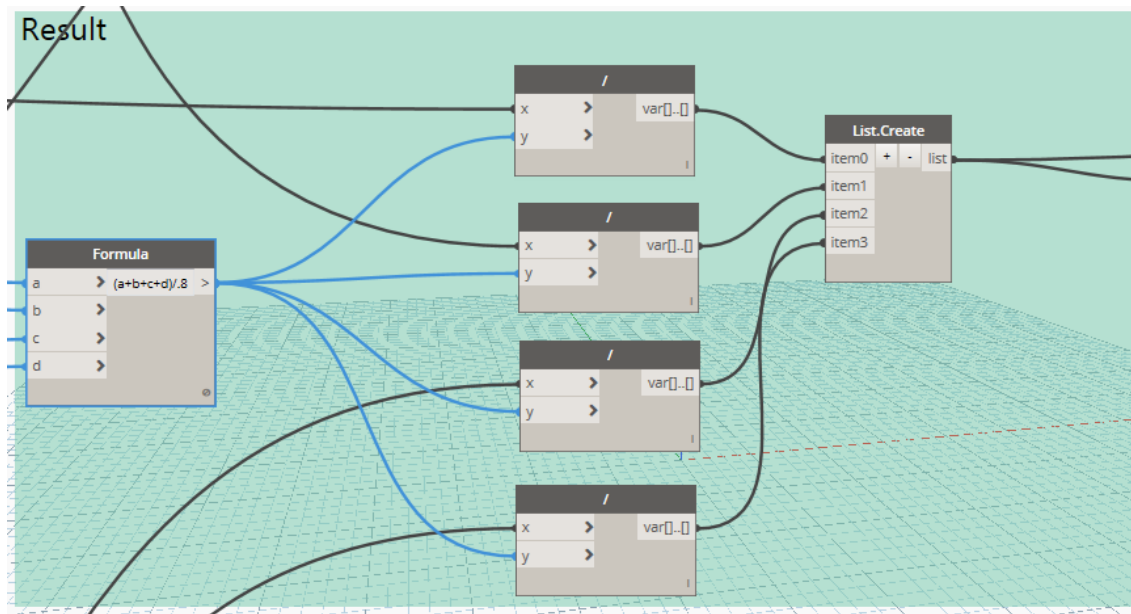 Result
/
x > var[]..[]
y >
/
x > var[]..[]
y >
/
x > var[]..[]
y >
/
x > var[]..[]
y >
Formula
a > (a+b+c+d)/.8 >
b >
c >
d >
List.Create
item0 + - list
item1
item2
item3